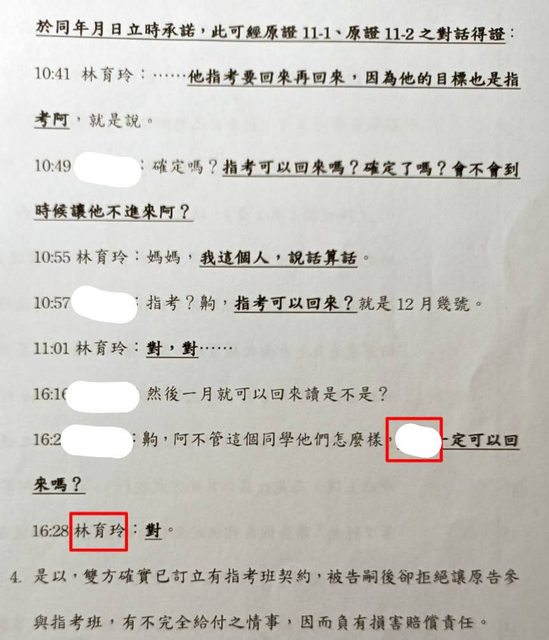 於同年月日立時承諾，此可經原證 11-1、原證 11-2 之對話得證：
10:41 林育玲：……他指考要回來再回來，因為他的目標也是指
考阿，就是說。
10:49 ：確定嗎？指考可以回來嗎？確定了嗎？會不會到
時候讓他不進來阿？
10:55 林育玲：媽媽，我這個人，說話算話。
10:57 ：指考？齁，指考可以回來？就是 12 月幾號。
11:01 林育玲：對，對……
16:16 然後一月就可以回來讀是不是？
16:2 ：齁，阿不管這個同學他們怎麼樣，一定可以回
來嗎？
16:28 林育玲：對。
4. 是以，雙方確實已訂立有指考班契約，被告嗣後卻拒絕讓原告參
與指考班，有不完全給付之情事，因而負有損害賠償責任。